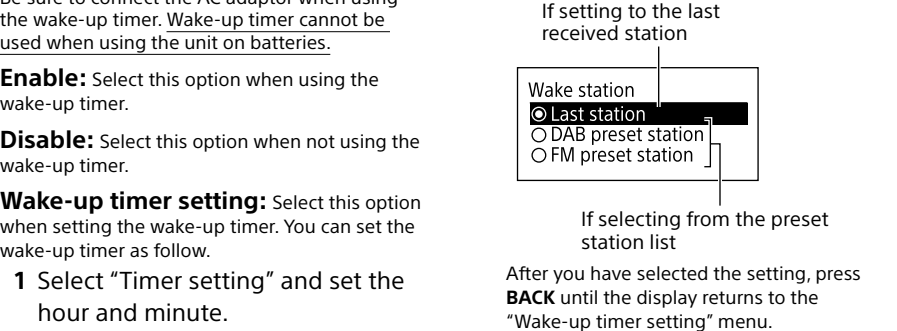 Be sure to connect the AC adaptor when using
the wake-up timer. Wake-up timer cannot be
used when using the unit on batteries.
Enable: Select this option when using the
wake-up timer.
Disable: Select this option when not using the
wake-up timer.
Wake-up timer setting: Select this option
when setting the wake-up timer. You can set the
wake-up timer as follow.
1 Select “Timer setting” and set the
hour and minute.
If setting to the last
received station
Wake station
Last station
DAB preset station
FM preset station
If selecting from the preset
station list
After you have selected the setting, press
BACK until the display returns to the
“Wake-up timer setting” menu.